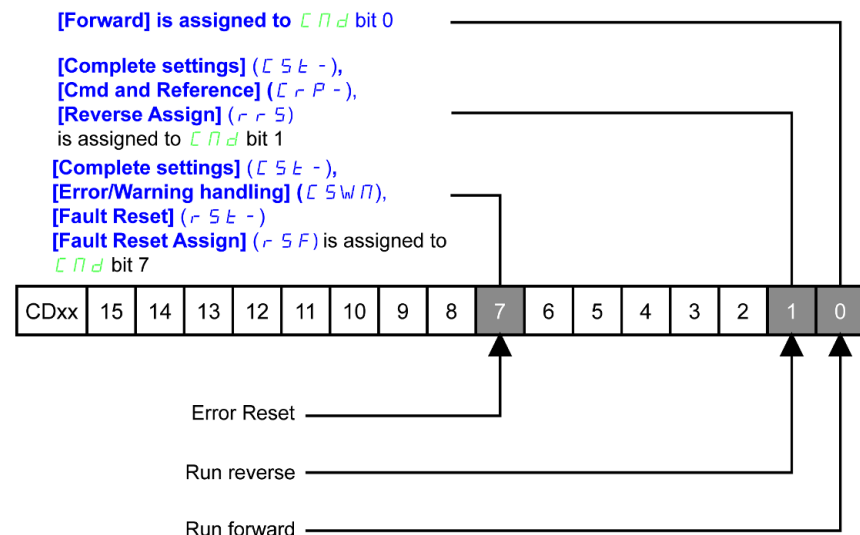 [Forward] is assigned to CMd bit 0
[Complete settings] (CSt-),
[Cmd and Reference] (CrP-),
[Reverse Assign] (rrS)
is assigned to CMd bit 1
[Complete settings] (CSt-),
[Error/Warning handling] (CSWM),
[Fault Reset] (rSt-)
[Fault Reset Assign] (rSF) is assigned to
CMd bit 7
CDxx 15 14 13 12 11 10 9 8 7 6 5 4 3 2 1 0
Error Reset
Run reverse
Run forward